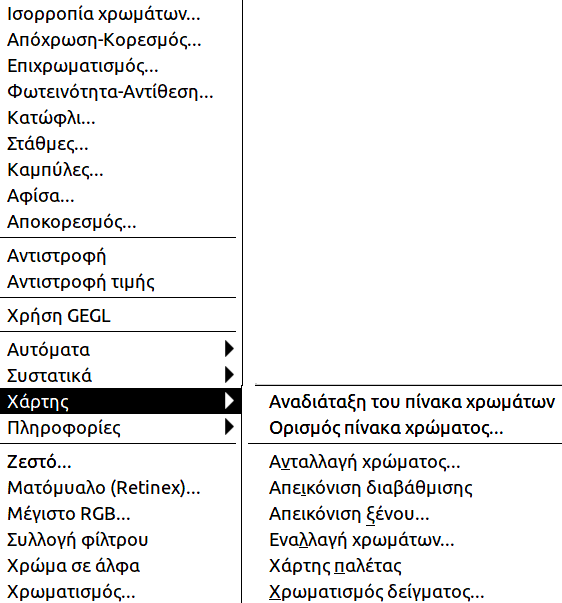 Ισορροπία χρωμάτων...
Απόχρωση-Κορεσμός...
Επιχρωματισμός...
Φωτεινότητα-Αντίθεση...
Κατώφλι...
Στάθμες...
Καμπύλες...
Αφίσα...
Αποκορεσμός...
Αντιστροφή
Αντιστροφή τιμής
Χρήση GEGL
Αυτόματα
Συστατικά
Χάρτης
Πληροφορίες
Ζεστό...
Ματόμυαλο (Retinex)...
Μέγιστο RGB...
Συλλογή φίλτρου
Χρώμα σε άλφα
Χρωματισμός...
Αναδιάταξη του πίνακα χρωμάτων
Ορισμός πίνακα χρώματος...
Ανταλλαγή χρώματος...
Απεικόνιση διαβάθμισης
Απεικόνιση ξένου...
Εναλλαγή χρωμάτων...
Χάρτης παλέτας
Χρωματισμός δείγματος...